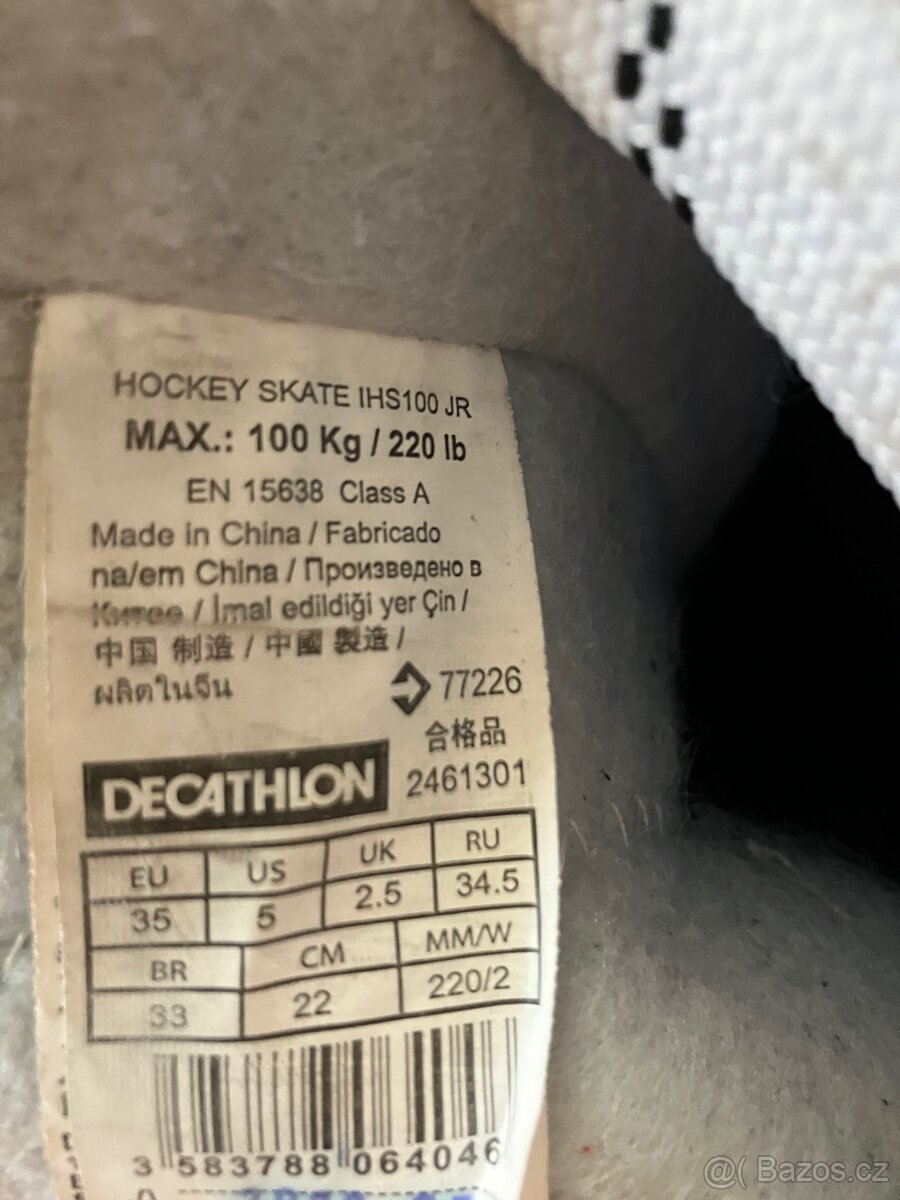 HOCKEY SKATE IHS100 JR
MAX.: 100 Kg / 220 lb
EN 15638 Class A
Made in China / Fabricado
na/em China / Произведено в
Китае / İmal edildiği yer Çin /
中国 制造 / 中國 製造 /
ผลิตในจีน
77226
合格品
DECATHLON 2461301
EU US UK RU
35 5 2.5 34.5
BR CM MM/W
33 22 220/2
3 583788 064046
@( Bazos.cz